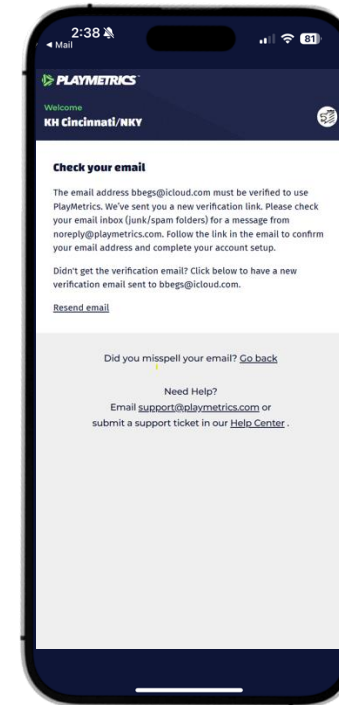 2:38
81
◀ Mail
PLAYMETRICS
Welcome
KH Cincinnati/NKY
Check your email
The email address bbegs@icloud.com must be verified to use
PlayMetrics. We've sent you a new verification link. Please check
your email inbox (junk/spam folders) for a message from
noreply@playmetrics.com. Follow the link in the email to confirm
your email address and complete your account setup.
Didn't get the verification email? Click below to have a new
verification email sent to bbegs@icloud.com.
Resend email
Did you misspell your email? Go back
Need Help?
Email support@playmetrics.com or
submit a support ticket in our Help Center .